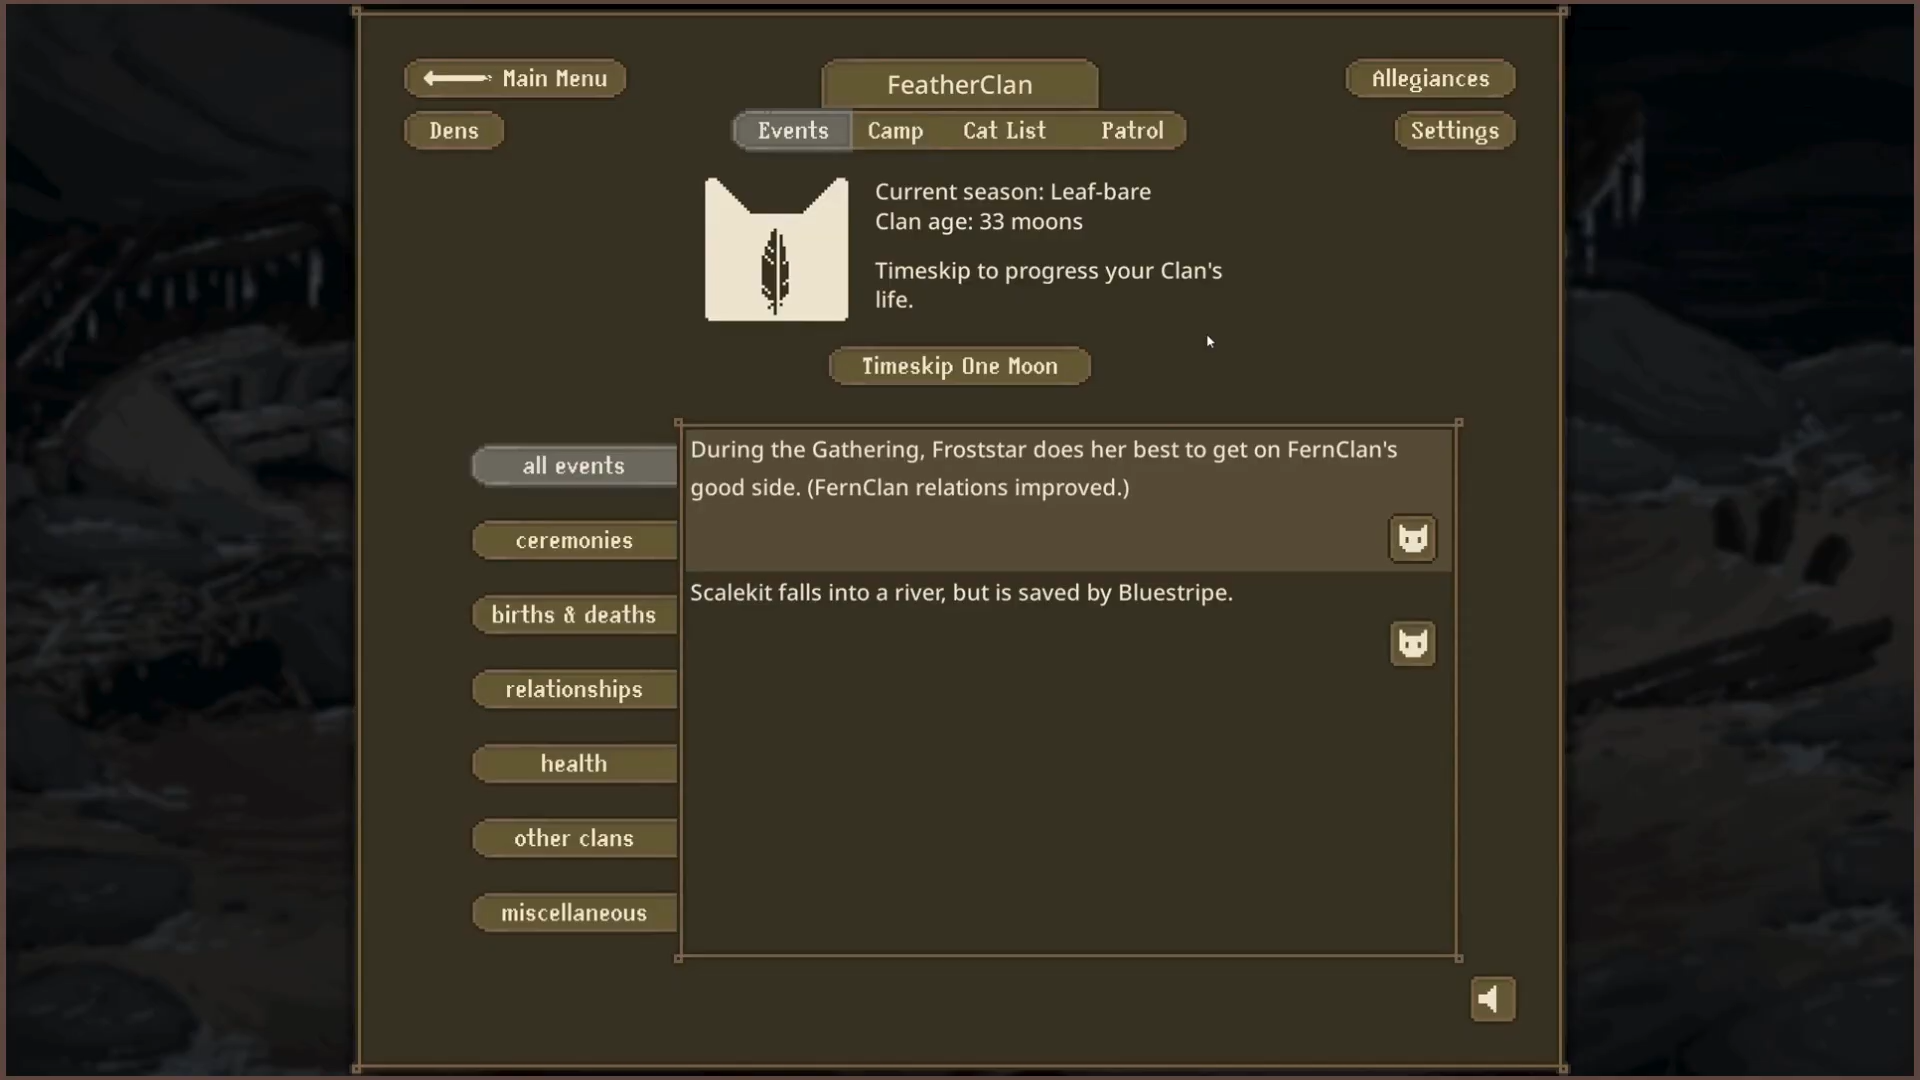 Main Menu
FeatherClan
Allegiances
Dens
Events
Camp
Cat List
Patrol
Settings
Current season: Leaf-bare
Clan age: 33 moons
Timeskip to progress your Clan's
life.
Timeskip One Moon
all events
ceremonies
births & deaths
relationships
health
other clans
miscellaneous
During the Gathering, Froststar does her best to get on FernClan's
good side. (FernClan relations improved.)
Scalekit falls into a river, but is saved by Bluestripe.